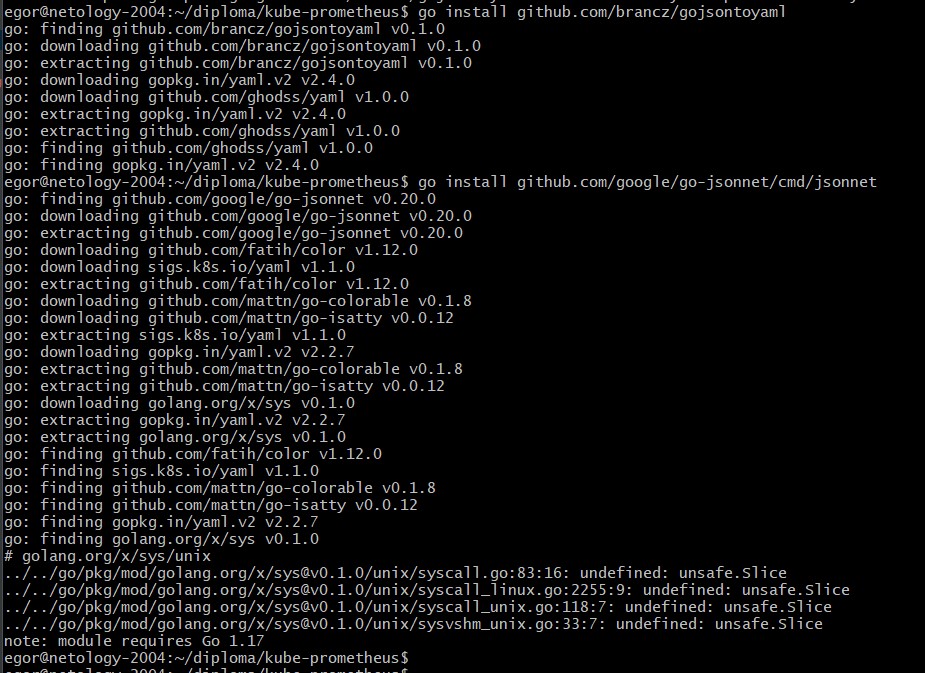 egor@netology-2004:~/diploma/kube-prometheus$ go install github.com/brancz/gojsontoyaml
go: finding github.com/brancz/gojsontoyaml v0.1.0
go: downloading github.com/brancz/gojsontoyaml v0.1.0
go: extracting github.com/brancz/gojsontoyaml v0.1.0
go: downloading gopkg.in/yaml.v2 v2.4.0
go: downloading github.com/ghodss/yaml v1.0.0
go: extracting gopkg.in/yaml.v2 v2.4.0
go: extracting github.com/ghodss/yaml v1.0.0
go: finding github.com/ghodss/yaml v1.0.0
go: finding gopkg.in/yaml.v2 v2.4.0
egor@netology-2004:~/diploma/kube-prometheus$ go install github.com/google/go-jsonnet/cmd/jsonnet
go: finding github.com/google/go-jsonnet v0.20.0
go: downloading github.com/google/go-jsonnet v0.20.0
go: extracting github.com/google/go-jsonnet v0.20.0
go: downloading github.com/fatih/color v1.12.0
go: downloading sigs.k8s.io/yaml v1.1.0
go: extracting github.com/fatih/color v1.12.0
go: downloading github.com/mattn/go-colorable v0.1.8
go: downloading github.com/mattn/go-isatty v0.0.12
go: extracting sigs.k8s.io/yaml v1.1.0
go: downloading gopkg.in/yaml.v2 v2.2.7
go: extracting github.com/mattn/go-colorable v0.1.8
go: extracting github.com/mattn/go-isatty v0.0.12
go: downloading golang.org/x/sys v0.1.0
go: extracting gopkg.in/yaml.v2 v2.2.7
go: extracting golang.org/x/sys v0.1.0
go: finding github.com/fatih/color v1.12.0
go: finding sigs.k8s.io/yaml v1.1.0
go: finding github.com/mattn/go-colorable v0.1.8
go: finding github.com/mattn/go-isatty v0.0.12
go: finding gopkg.in/yaml.v2 v2.2.7
go: finding golang.org/x/sys v0.1.0
# golang.org/x/sys/unix
../../go/pkg/mod/golang.org/x/sys@v0.1.0/unix/syscall.go:83:16: undefined: unsafe.Slice
../../go/pkg/mod/golang.org/x/sys@v0.1.0/unix/syscall_linux.go:2255:9: undefined: unsafe.Slice
../../go/pkg/mod/golang.org/x/sys@v0.1.0/unix/syscall_unix.go:118:7: undefined: unsafe.Slice
../../go/pkg/mod/golang.org/x/sys@v0.1.0/unix/sysvshm_unix.go:33:7: undefined: unsafe.Slice
note: module requires Go 1.17
egor@netology-2004:~/diploma/kube-prometheus$
egor@netology-2004:~/diploma/kube-prometheus$